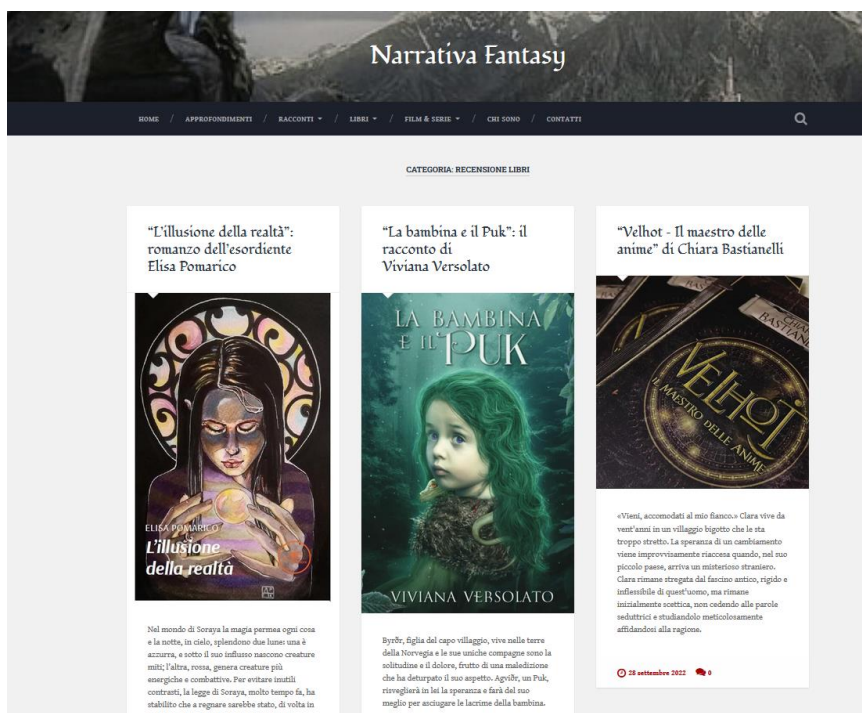 Narrativa Fantasy
HOME / APPROFONDIMENTI / RACCONTI / LIBRI / FILM & SERIE / CHI SONO / CONTATTI
CATEGORIA: RECENSIONE LIBRI
“L’illusione della realtà”:
romanzo dell’esordiente
Elisa Pomarico
ELISA POMARICO
L'illusione
della realtà
Nel mondo di Soraya la magia permea ogni cosa
e la notte, in cielo, splendono due lune: una è
azzurra, e sotto il suo influsso nascono creature
miti; l’altra, rossa, genera creature più
energiche e combattive. Per evitare inutili
contrasti, la legge di Soraya, molto tempo fa, ha
stabilito che a regnare sarebbe stato, di volta in
“La bambina e il Puk”: il
racconto di
Viviana Versolato
LA BAMBINA
E IL PUK
VIVIANA VERSOLATO
Byrðr, figlia del capo villaggio, vive nelle terre
della Norvegia e le sue uniche compagne sono la
solitudine e il dolore, frutto di una maledizione
che ha deturpato il suo aspetto. Agviðr, un Puk,
risveglierà in lei la speranza e farà del suo
meglio per asciugare le lacrime della bambina.
“Velhot - Il maestro delle
anime” di Chiara Bastianelli
VELHOT
IL MAESTRO DELLE ANIME
«Vieni, accomodati al mio fianco.» Clara vive da
vent’anni in un villaggio bigotto che le sta
troppo stretto. La speranza di un cambiamento
viene improvvisamente riaccesa quando, nel suo
piccolo paese, arriva un misterioso straniero.
Clara rimane stregata dal fascino antico, rigido e
inflessibile di quest’uomo, ma rimane
inizialmente scettica, non cedendo alle parole
seduttrici e studiandolo meticolosamente
affidandosi alla ragione.
28 settembre 2022 0